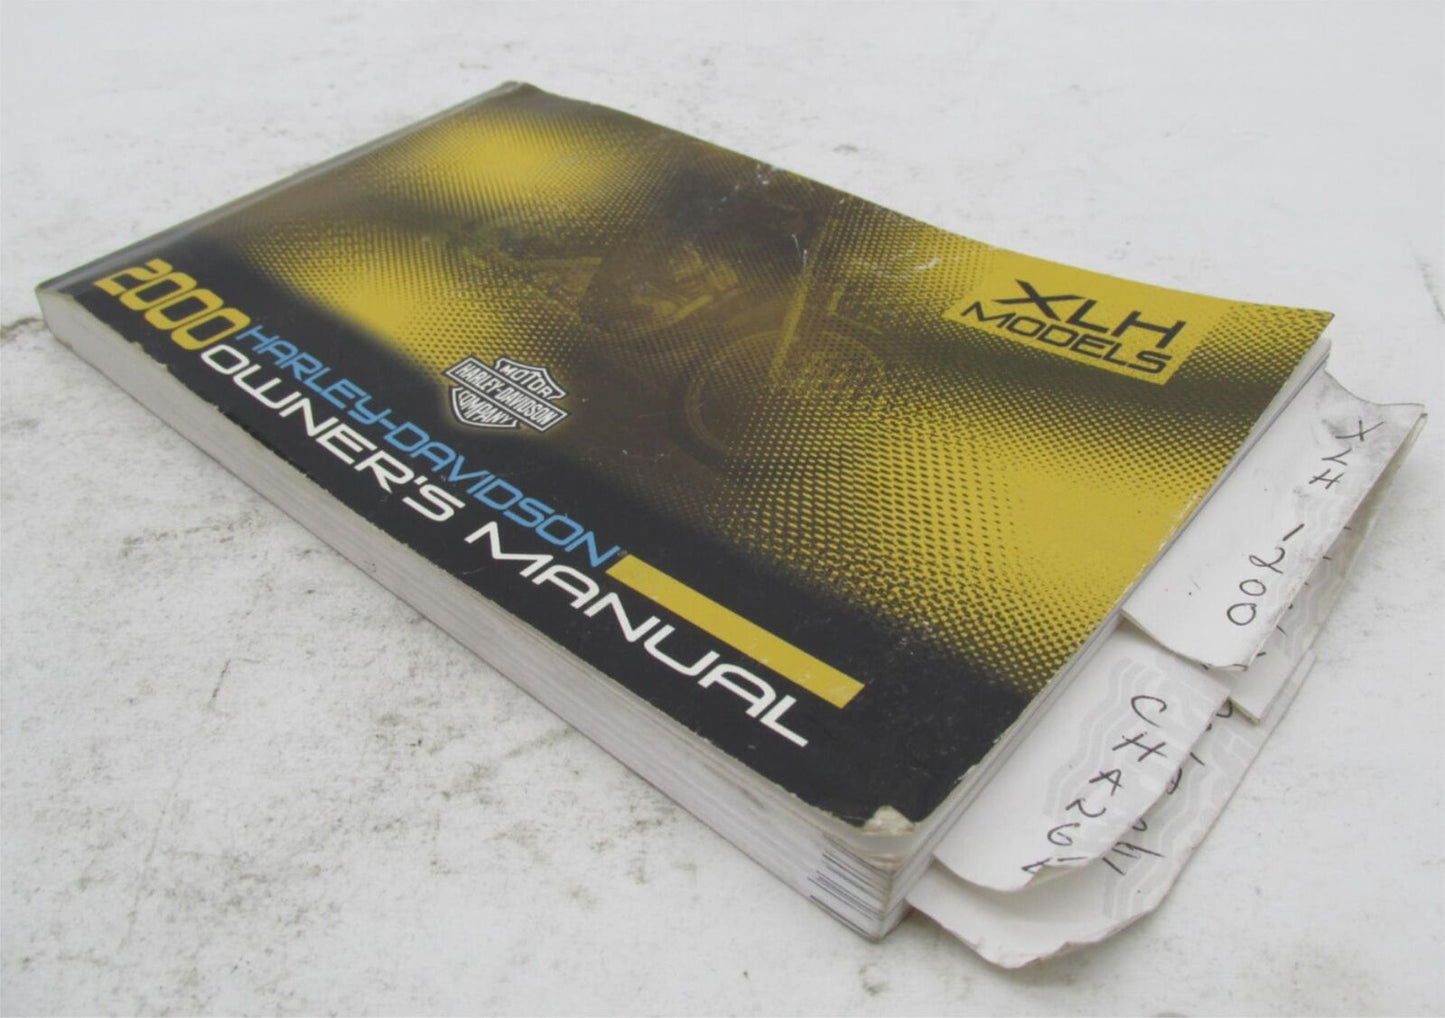 2000 HARLEY-DAVIDSON®
OWNER'S MANUAL
MOTOR
HARLEY-DAVIDSON
COMPANY
XLH
MODELS
XLH
1200
CHANGE